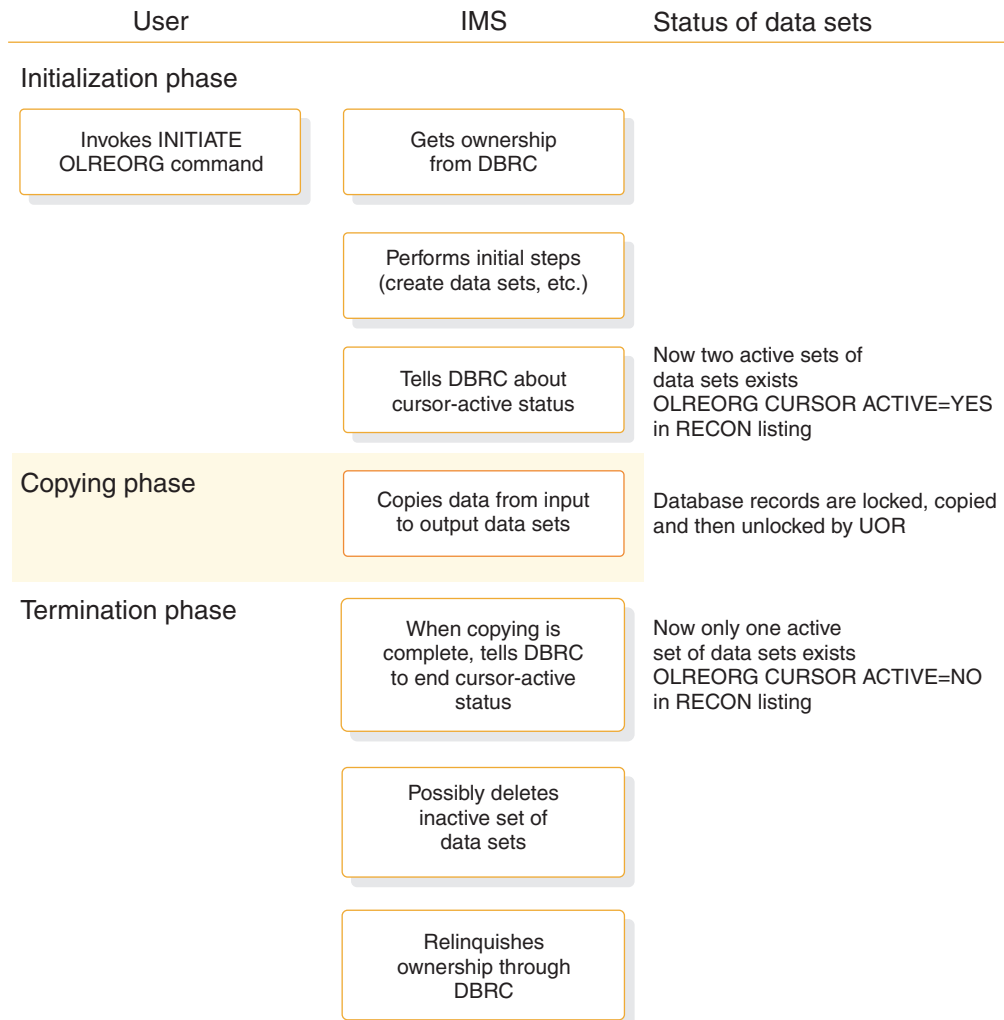 User
IMS
Status of data sets
Initialization phase
Invokes INITIATE
OLREORG command
Gets ownership
from DBRC
Performs initial steps
(create data sets, etc.)
Tells DBRC about
cursor-active status
Now two active sets of
data sets exists
OLREORG CURSOR ACTIVE=YES
in RECON listing
Copying phase
Copies data from input
to output data sets
Database records are locked, copied
and then unlocked by UOR
Termination phase
When copying is
complete, tells DBRC
to end cursor-active
status
Now only one active
set of data sets exists
OLREORG CURSOR ACTIVE=NO
in RECON listing
Possibly deletes
inactive set of
data sets
Relinquishes
ownership through
DBRC